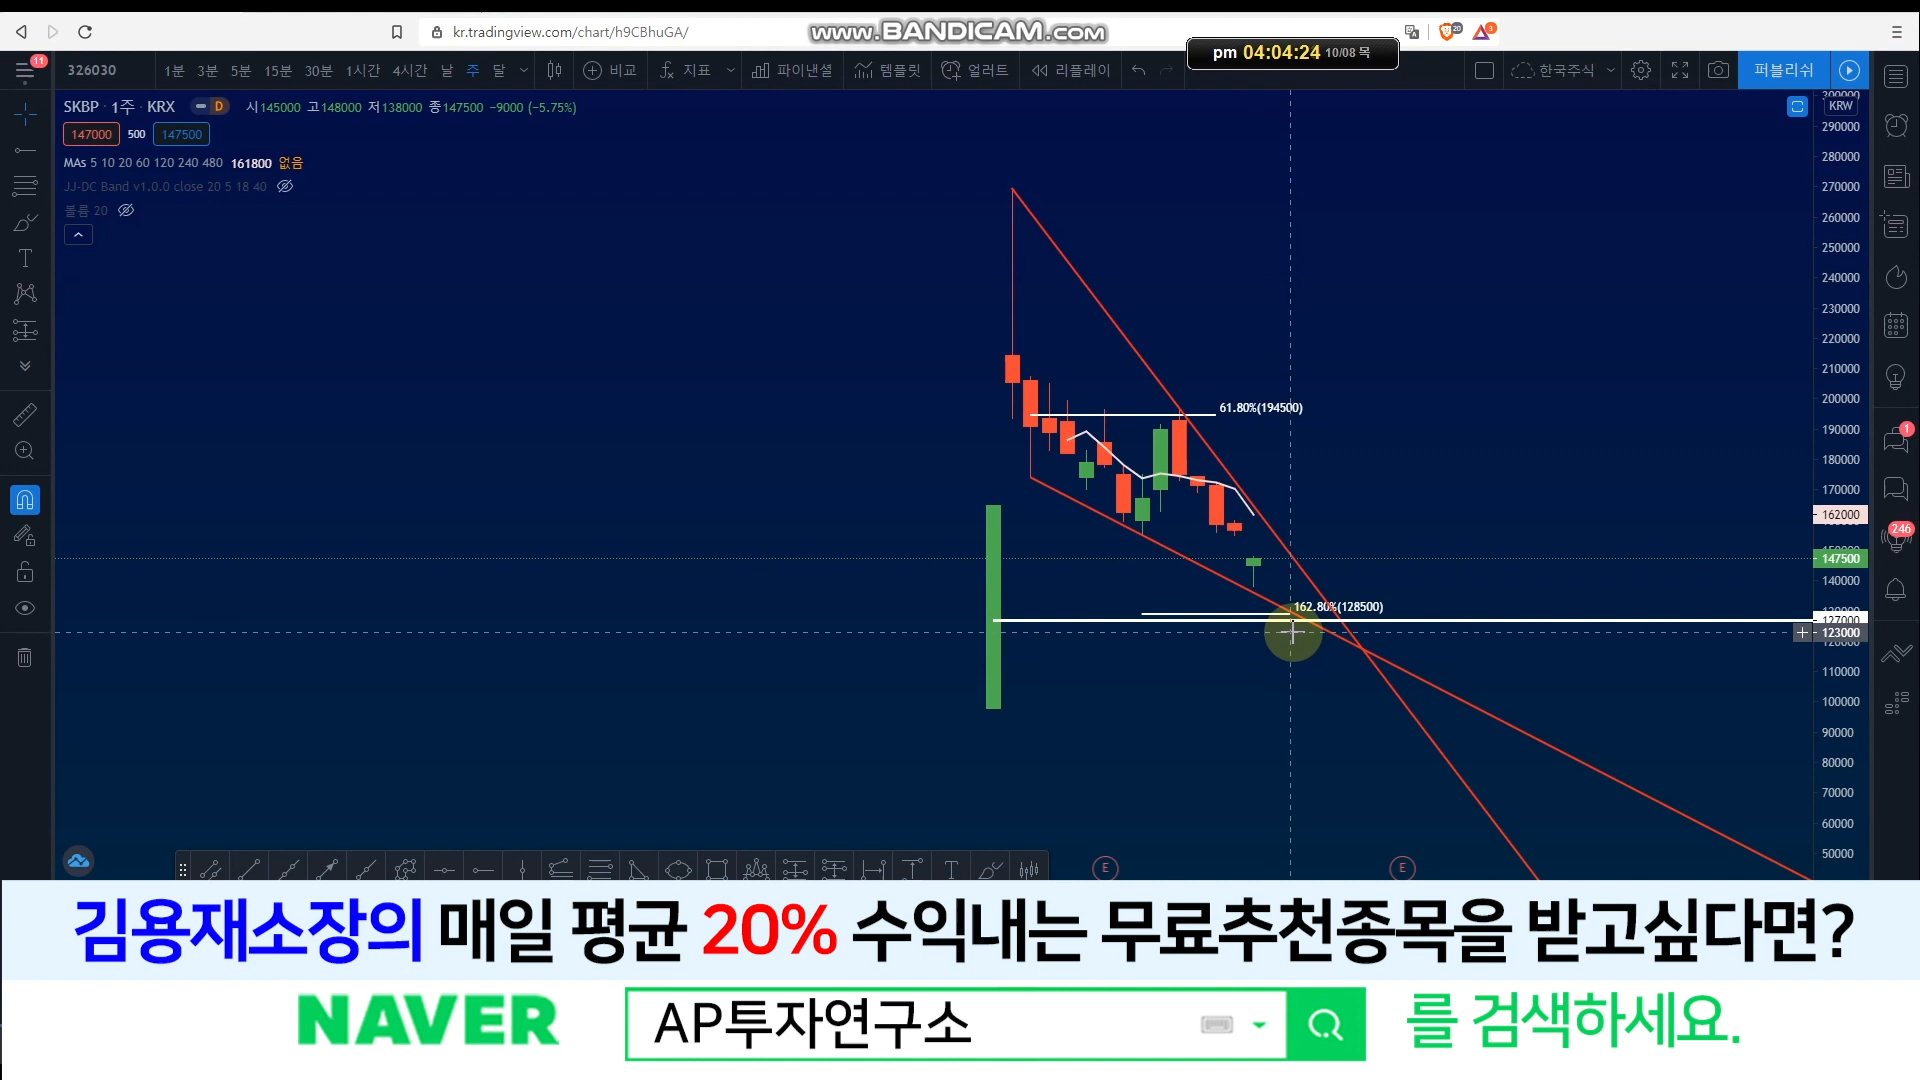 kr.tradingview.com/chart/h9CBhuGA/
www.BANDICAM.com
20
3
pm 04:04:24 10/08 목
11
326030
1분 3분 5분 15분 30분 1시간 4시간 날 주 달
비교
지표
파이낸셜
템플릿
얼러트
리플레이
한국주식
퍼블리쉬
SKBP · 1주 · KRX
D
시145000 고148000 저138000 종147500 −9000 (−5.75%)
147000 500 147500
MAs 5 10 20 60 120 240 480 161800 없음
JJ-DC Band v1.0.0 close 20 5 18 40
볼륨 20
KRW
300000
290000
280000
270000
260000
250000
240000
230000
220000
210000
200000
190000
180000
170000
162000
150000
147500
140000
130000
127000
123000
120000
110000
100000
90000
80000
70000
60000
50000
61.80%(194500)
162.80%(128500)
1
246
E
E
김용재소장의 매일 평균 20% 수익내는 무료추천종목을 받고싶다면?
NAVER AP투자연구소 를 검색하세요.